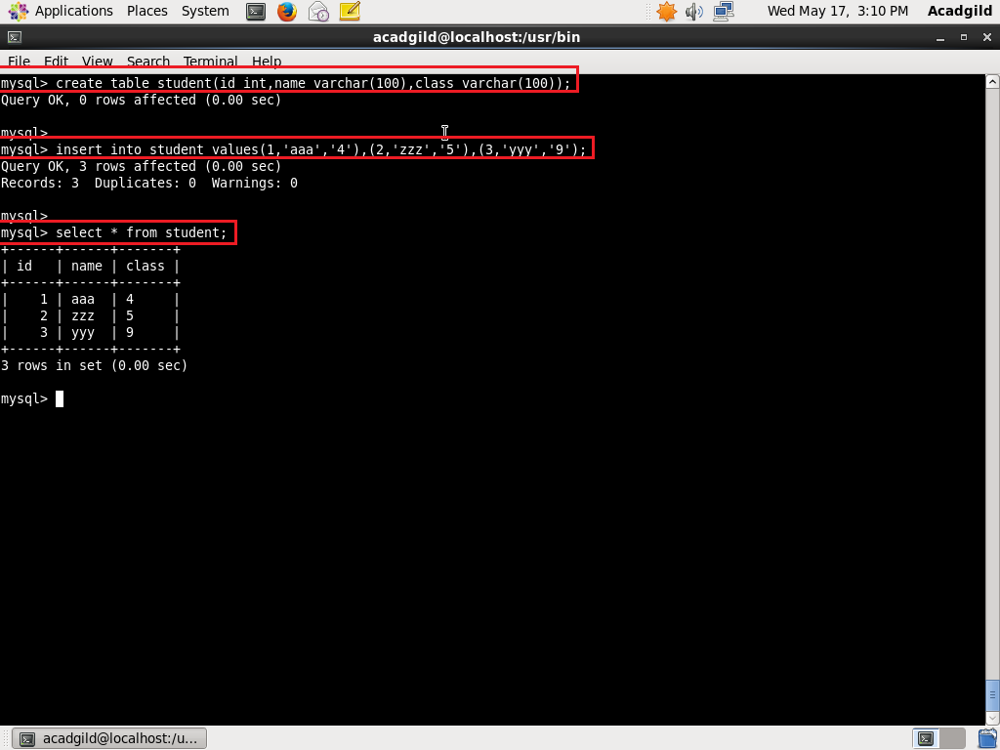 Applications Places System Wed May 17, 3:10 PM Acadgild
acadgild@localhost:/usr/bin
File Edit View Search Terminal Help
mysql> create table student(id int,name varchar(100),class varchar(100));
Query OK, 0 rows affected (0.00 sec)
mysql>
mysql> insert into student values(1,'aaa','4'),(2,'zzz','5'),(3,'yyy','9');
Query OK, 3 rows affected (0.00 sec)
Records: 3  Duplicates: 0  Warnings: 0
mysql>
mysql> select * from student;
+------+------+-------+
| id   | name | class |
+------+------+-------+
|    1 | aaa  | 4     |
|    2 | zzz  | 5     |
|    3 | yyy  | 9     |
+------+------+-------+
3 rows in set (0.00 sec)
mysql>
acadgild@localhost:/u...